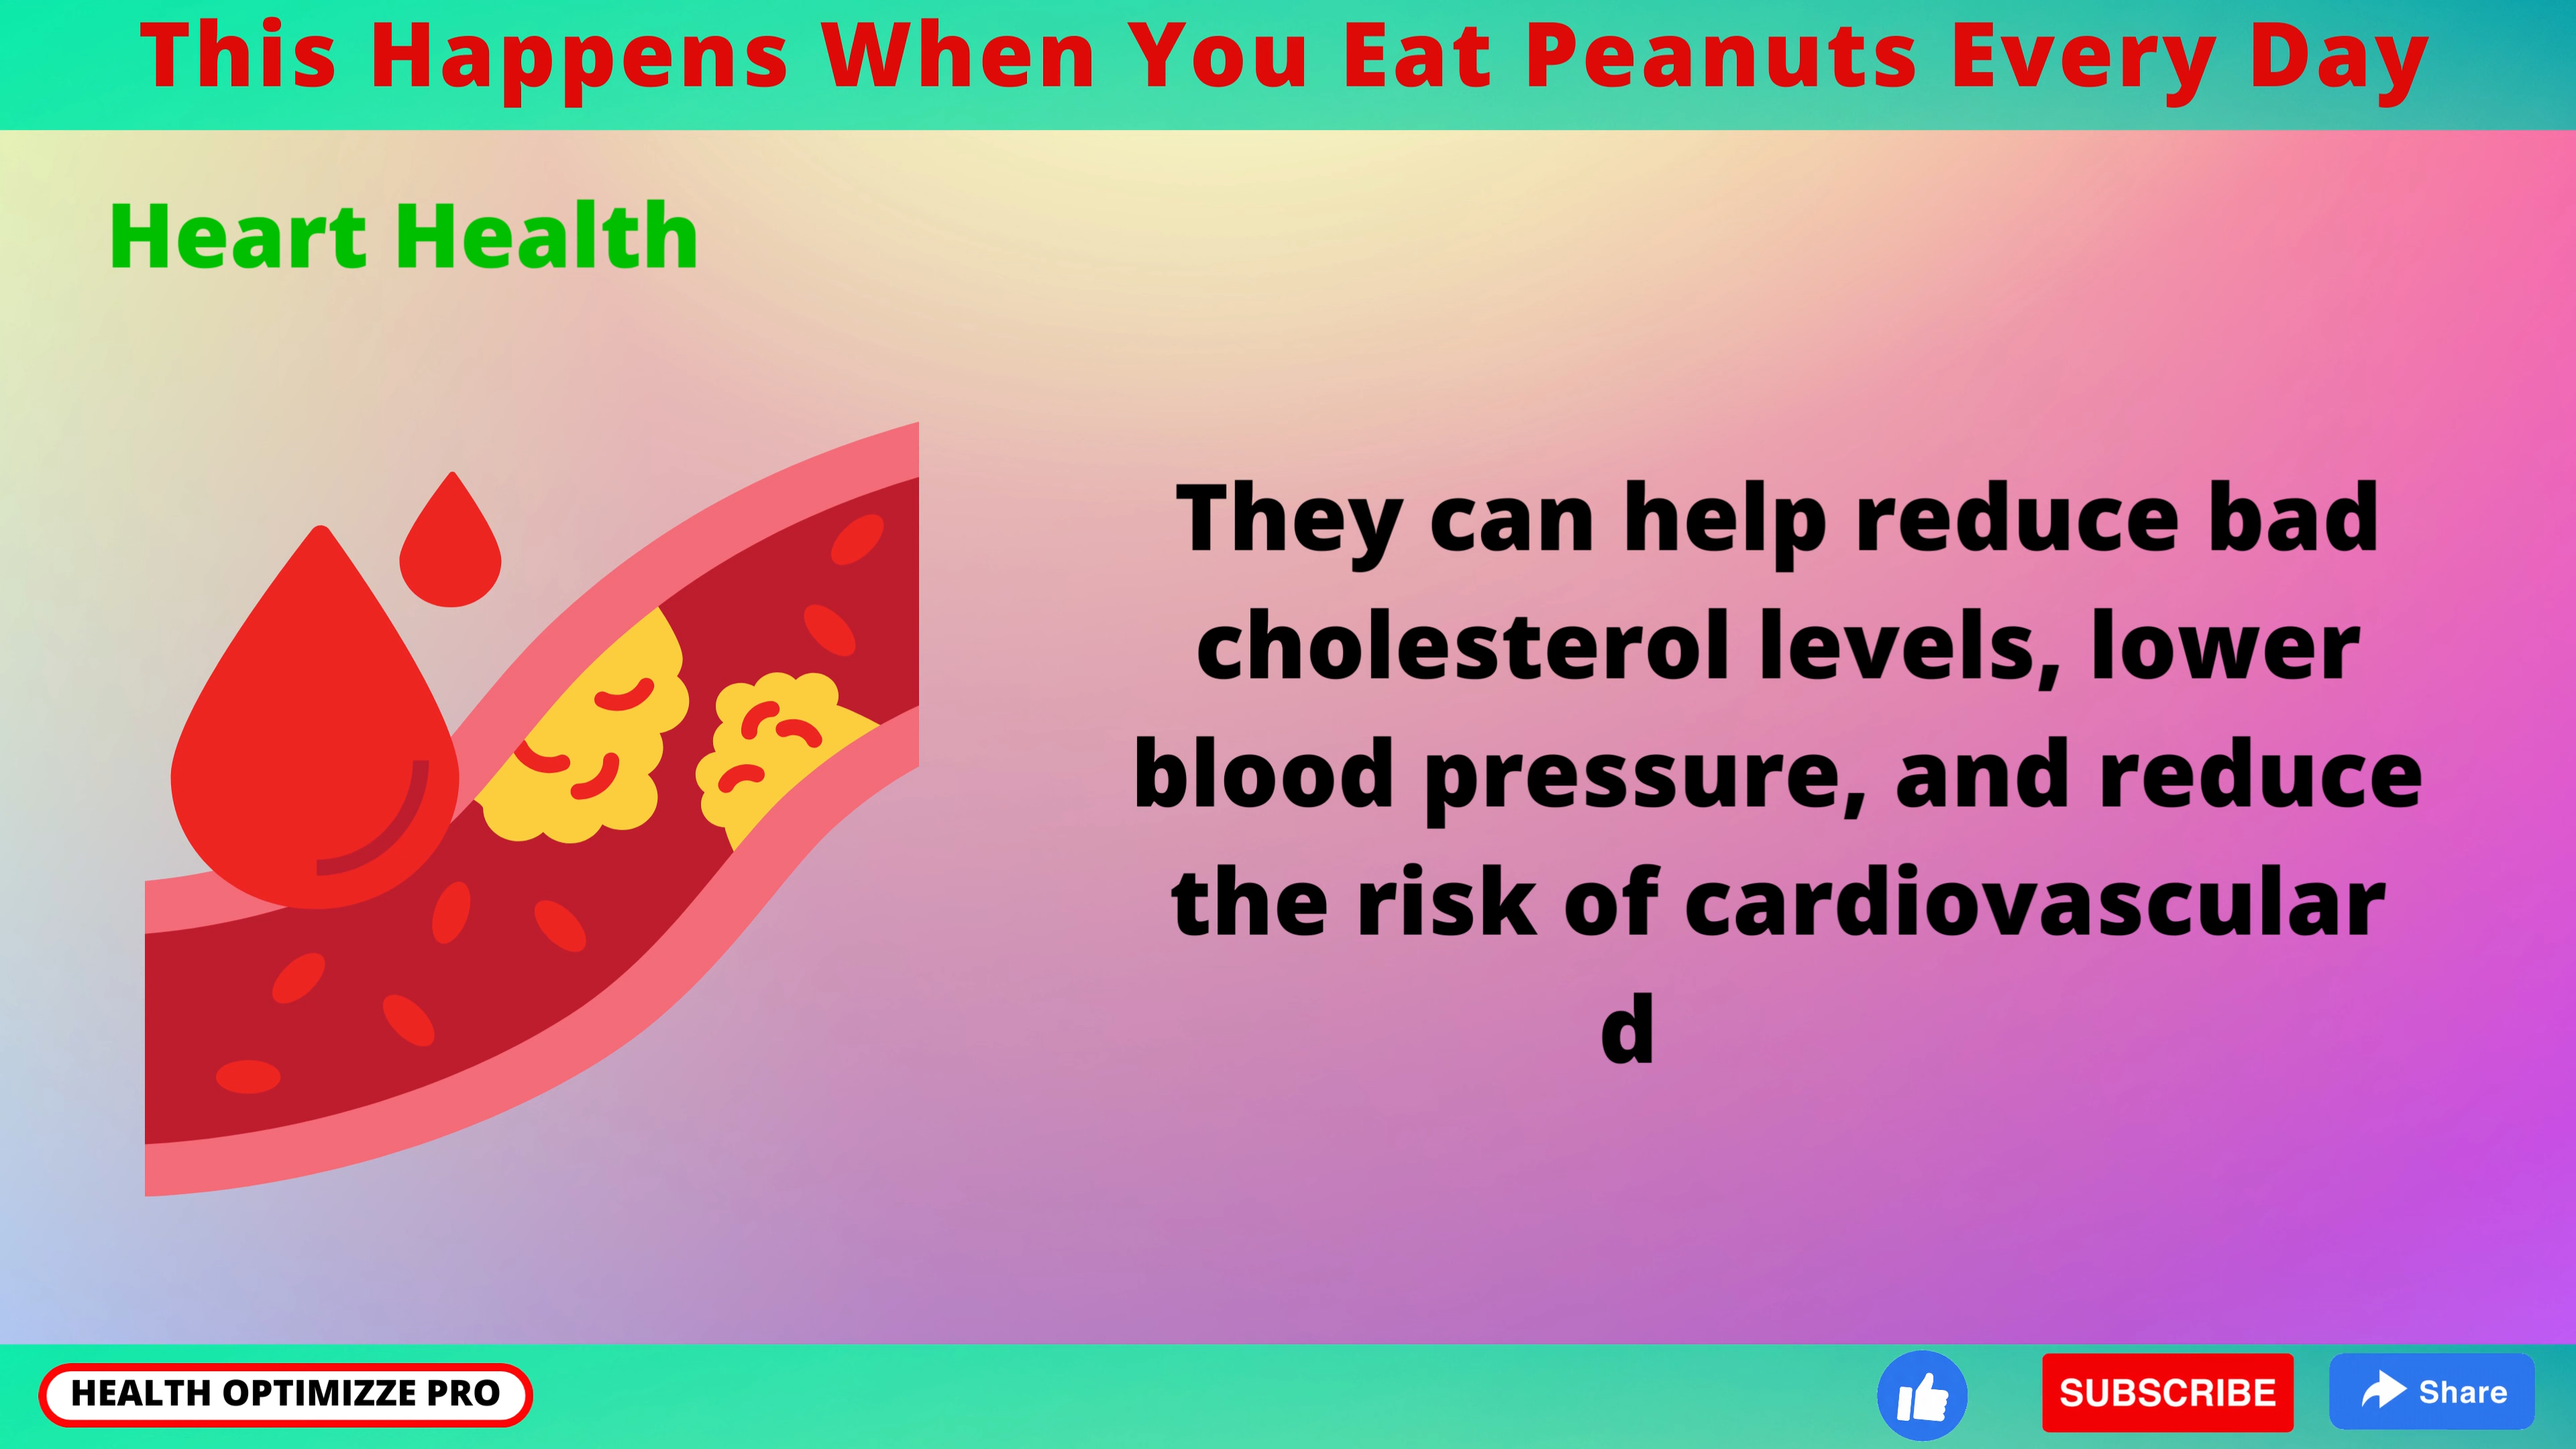 This Happens When You Eat Peanuts Every Day
Heart Health
They can help reduce bad
cholesterol levels, lower
blood pressure, and reduce
the risk of cardiovascular
d
HEALTH OPTIMIZZE PRO
SUBSCRIBE
Share